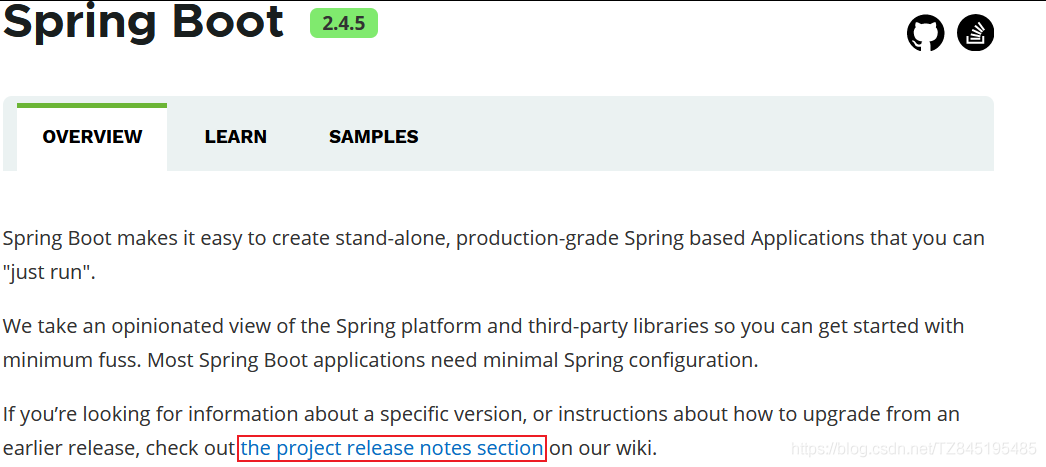 Spring Boot 2.4.5
OVERVIEW LEARN SAMPLES
Spring Boot makes it easy to create stand-alone, production-grade Spring based Applications that you can
"just run".
We take an opinionated view of the Spring platform and third-party libraries so you can get started with
minimum fuss. Most Spring Boot applications need minimal Spring configuration.
If you’re looking for information about a specific version, or instructions about how to upgrade from an
earlier release, check out the project release notes section on our wiki.
https://blog.csdn.net/TZ845195485